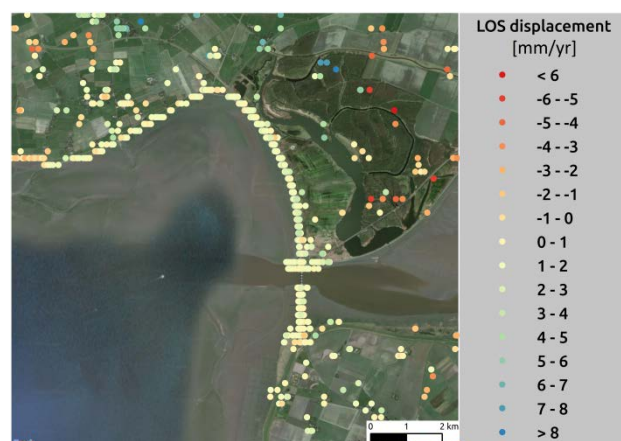 LOS displacement
[mm/yr]
< 6
-6 - -5
-5 - -4
-4 - -3
-3 - -2
-2 - -1
-1 - 0
0 - 1
1 - 2
2 - 3
3 - 4
4 - 5
5 - 6
6 - 7
7 - 8
> 8
0 1 2 km